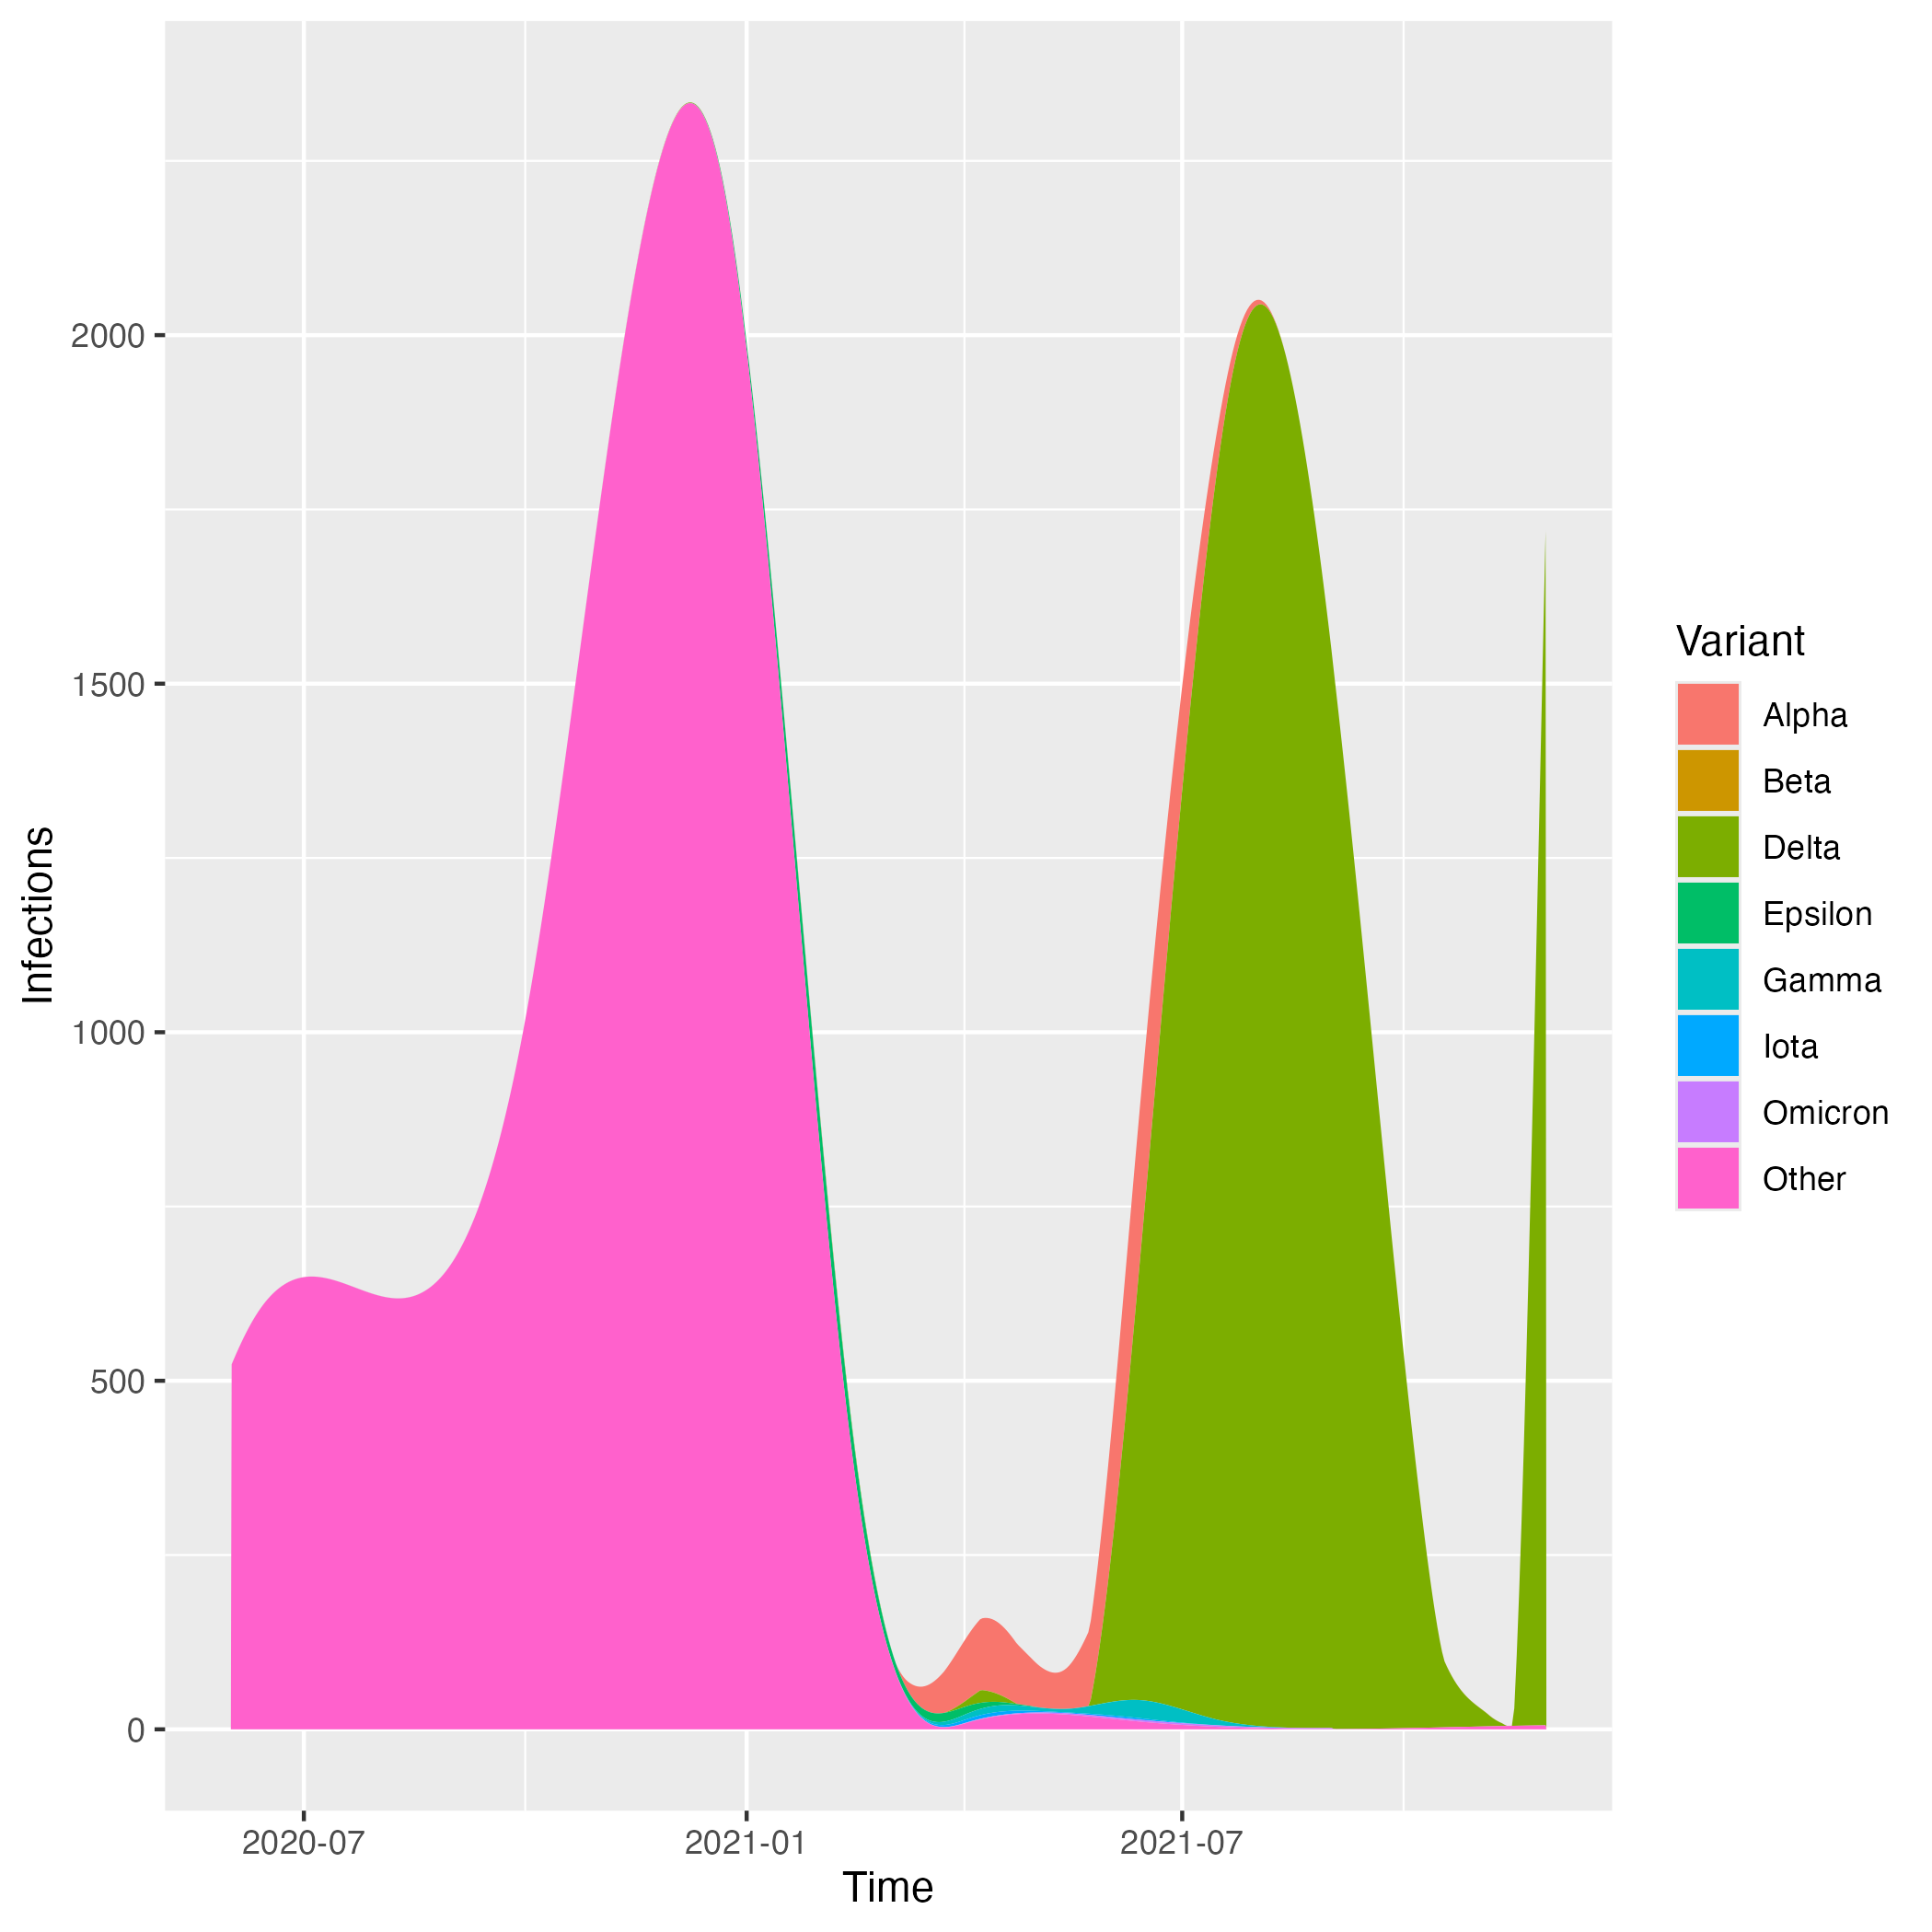 Infections
2000
1500
1000
500
0
2020-07
2021-01
2021-07
Time
Variant
Alpha
Beta
Delta
Epsilon
Gamma
Iota
Omicron
Other